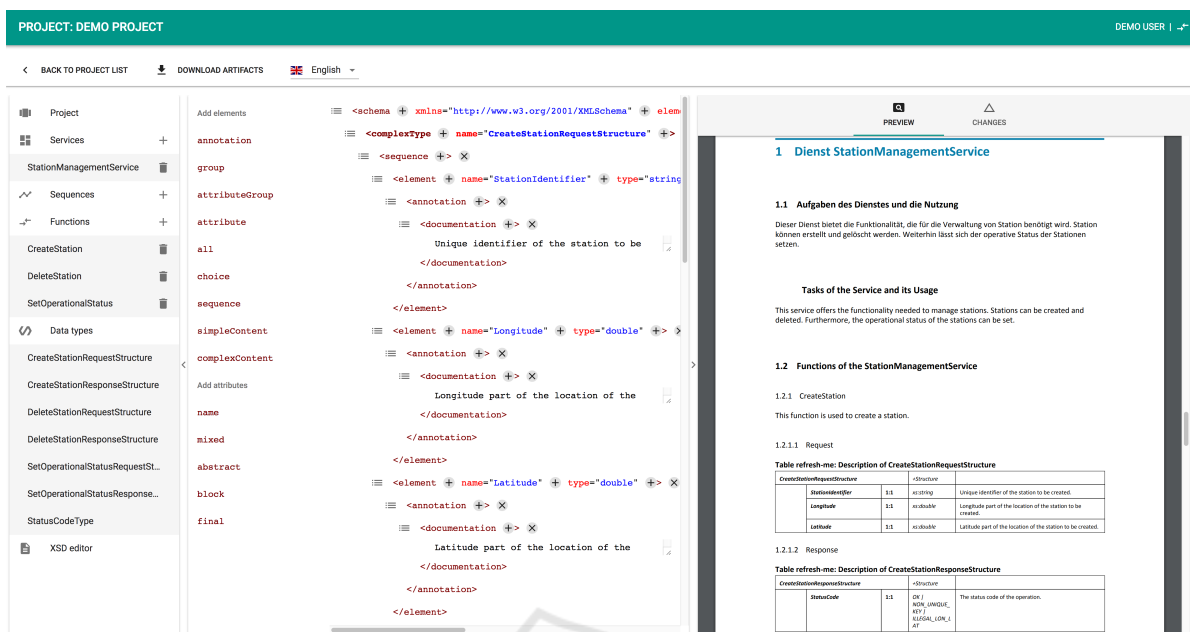 PROJECT: DEMO PROJECT
DEMO USER |
BACK TO PROJECT LIST
DOWNLOAD ARTIFACTS
English
Project
Services
StationManagementService
Sequences
Functions
CreateStation
DeleteStation
SetOperationalStatus
Data types
CreateStationRequestStructure
CreateStationResponseStructure
DeleteStationRequestStructure
DeleteStationResponseStructure
SetOperationalStatusRequestSt...
SetOperationalStatusResponse...
StatusCodeType
XSD editor
Add elements
annotation
group
attributeGroup
attribute
all
choice
sequence
simpleContent
complexContent
Add attributes
name
mixed
abstract
block
final
<schema + xmlns="http://www.w3.org/2001/XMLSchema" + elem
<complexType + name="CreateStationRequestStructure" +>
<sequence +> X
<element + name="StationIdentifier" + type="string
<annotation +> X
<documentation +> X
Unique identifier of the station to be
</documentation>
</annotation>
</element>
<element + name="Longitude" + type="double" +> X
<annotation +> X
<documentation +> X
Longitude part of the location of the
</documentation>
</annotation>
</element>
<element + name="Latitude" + type="double" +> X
<annotation +> X
<documentation +> X
Latitude part of the location of the
</documentation>
</annotation>
</element>
PREVIEW
CHANGES
1 Dienst StationManagementService
1.1 Aufgaben des Dienstes und die Nutzung
Dieser Dienst bietet die Funktionalität, die für die Verwaltung von Station benötigt wird. Station
können erstellt und gelöscht werden. Weiterhin lässt sich der operative Status der Stationen
setzen.
Tasks of the Service and its Usage
This service offers the functionality needed to manage stations. Stations can be created and
deleted. Furthermore, the operational status of the stations can be set.
1.2 Functions of the StationManagementService
1.2.1 CreateStation
This function is used to create a station.
1.2.1.1 Request
Table refresh-me: Description of CreateStationRequestStructure
CreateStationRequestStructure +Structure
StationIdentifier 1:1 xs:string Unique identifier of the station to be created.
Longitude 1:1 xs:double Longitude part of the location of the station to be
created.
Latitude 1:1 xs:double Latitude part of the location of the station to be created.
1.2.1.2 Response
Table refresh-me: Description of CreateStationResponseStructure
CreateStationResponseStructure +Structure
StatusCode 1:1 OK | The status code of the operation.
NON_UNIQUE_
KEY |
ILLEGAL_LON_L
AT